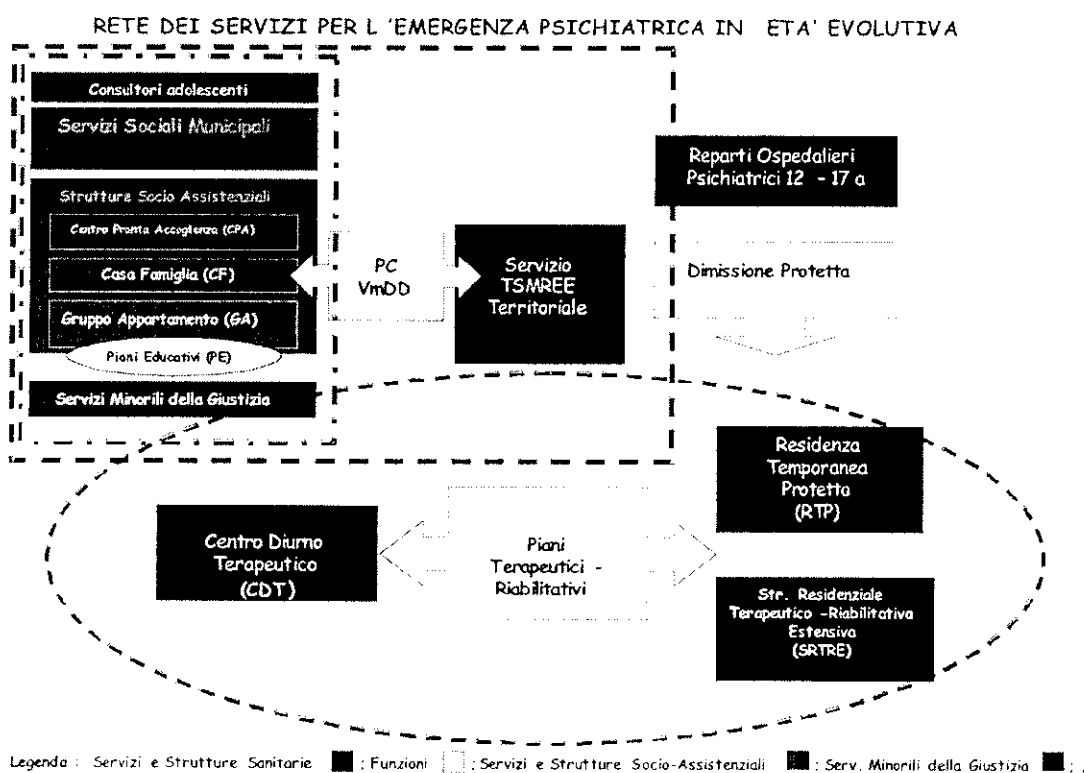 RETE DEI SERVIZI PER L 'EMERGENZA PSICHIATRICA IN ETA' EVOLUTIVA
Consultori adolescenti
Servizi Sociali Municipali
Strutture Socio Assistenziali
Centro Pronta Accoglienza (CPA)
Casa Famiglia (CF)
Gruppo Appartamento (GA)
Piani Educativi (PE)
Servizi Minorili della Giustizia
PC
VmDD
Servizio
TSMREE
Territoriale
Reparti Ospedalieri
Psichiatrici 12 - 17 a
Dimissione Protetta
Residenza
Temporanea
Protetta
(RTP)
Centro Diurno
Terapeutico
(CDT)
Piani
Terapeutici -
Riabilitativi
Str. Residenziale
Terapeutico -Riabilitativa
Estensiva
(SRTRE)
Legenda : Servizi e Strutture Sanitarie ; Funzioni ; Servizi e Strutture Socio-Assistenziali ; Serv. Minorili della Giustizia ;